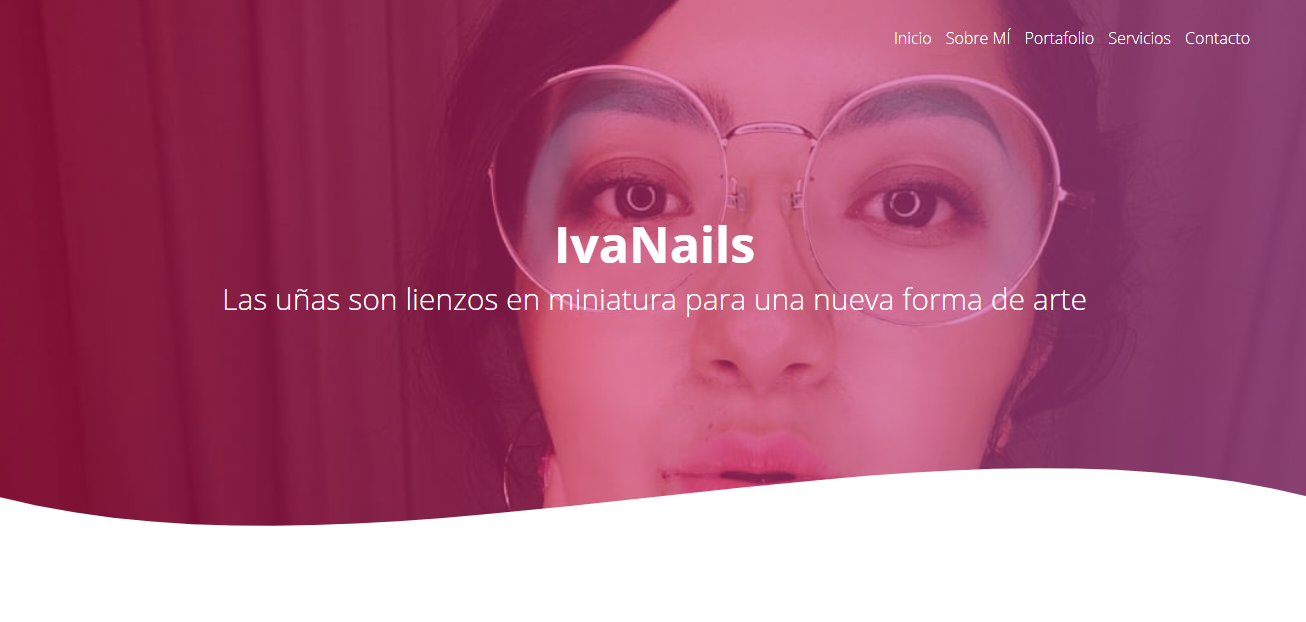 Inicio Sobre MÍ Portafolio Servicios Contacto
IvaNails
Las uñas son lienzos en miniatura para una nueva forma de arte